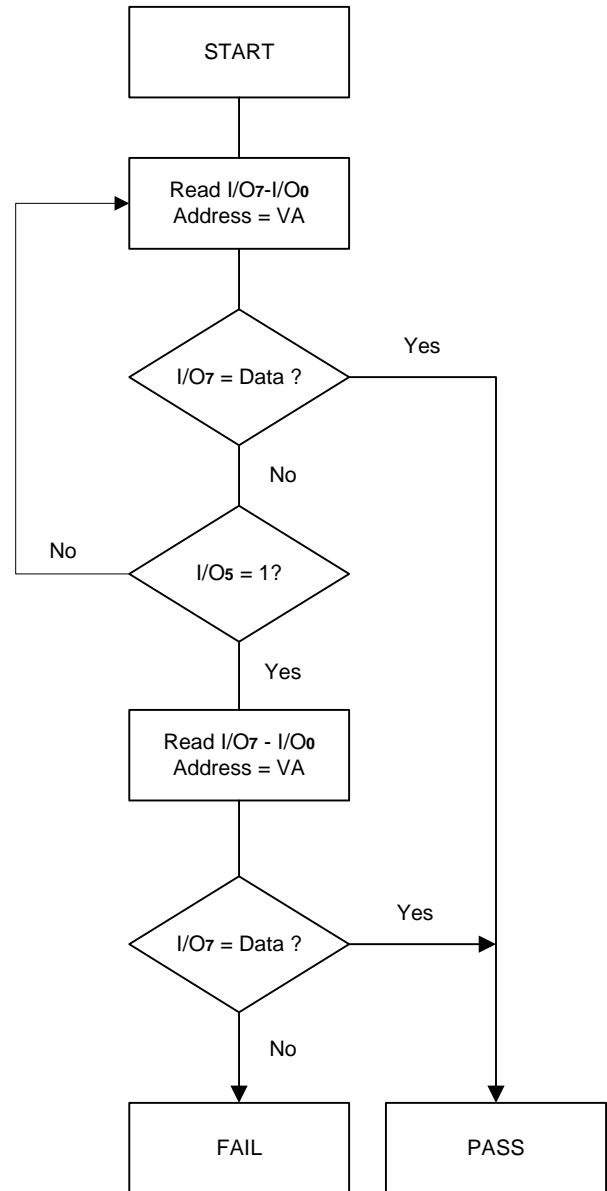 START
Read I/O7-I/O0
Address = VA
Yes
I/O7 = Data ?
No
No
I/O5 = 1?
Yes
Read I/O7 - I/O0
Address = VA
Yes
I/O7 = Data ?
No
FAIL
PASS